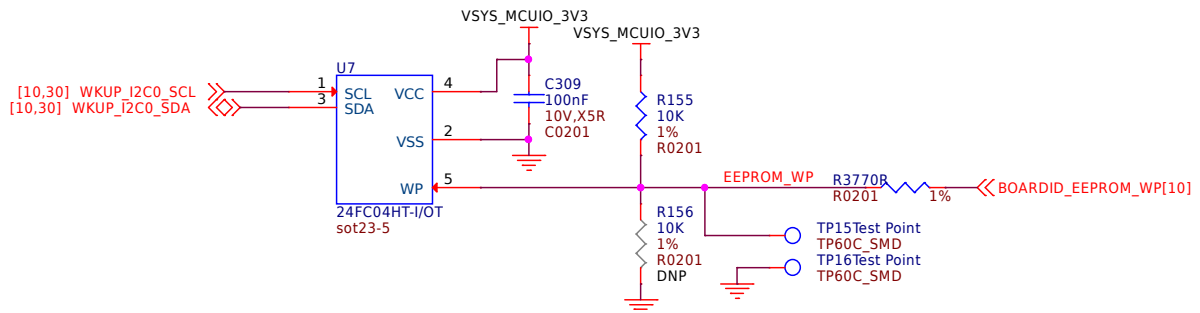 VSYS_MCUIO_3V3
VSYS_MCUIO_3V3
U7
[10,30] WKUP_I2C0_SCL
[10,30] WKUP_I2C0_SDA
1
3
SCL
SDA
VCC
VSS
WP
4
2
5
24FC04HT-I/OT
sot23-5
C309
100nF
10V,X5R
C0201
R155
10K
1%
R0201
EEPROM_WP
R3770R
R0201
1%
BOARDID_EEPROM_WP[10]
R156
10K
1%
R0201
DNP
TP15Test Point
TP60C_SMD
TP16Test Point
TP60C_SMD